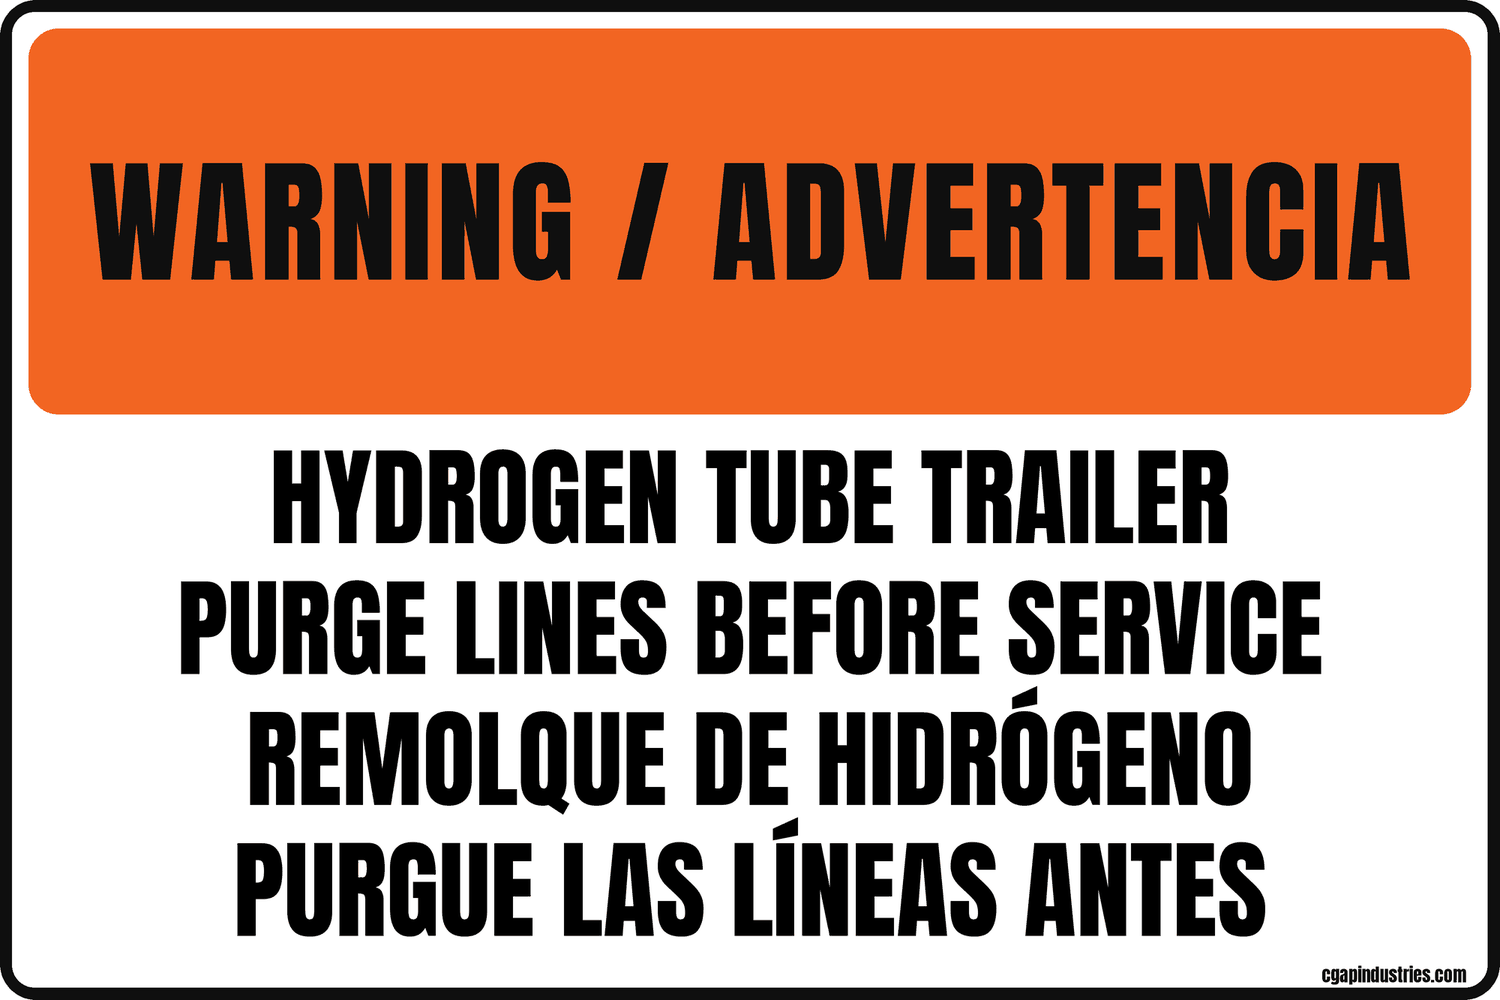 WARNING / ADVERTENCIA
HYDROGEN TUBE TRAILER
PURGE LINES BEFORE SERVICE
REMOLQUE DE HIDRÓGENO
PURGUE LAS LÍNEAS ANTES
cgapindustries.com